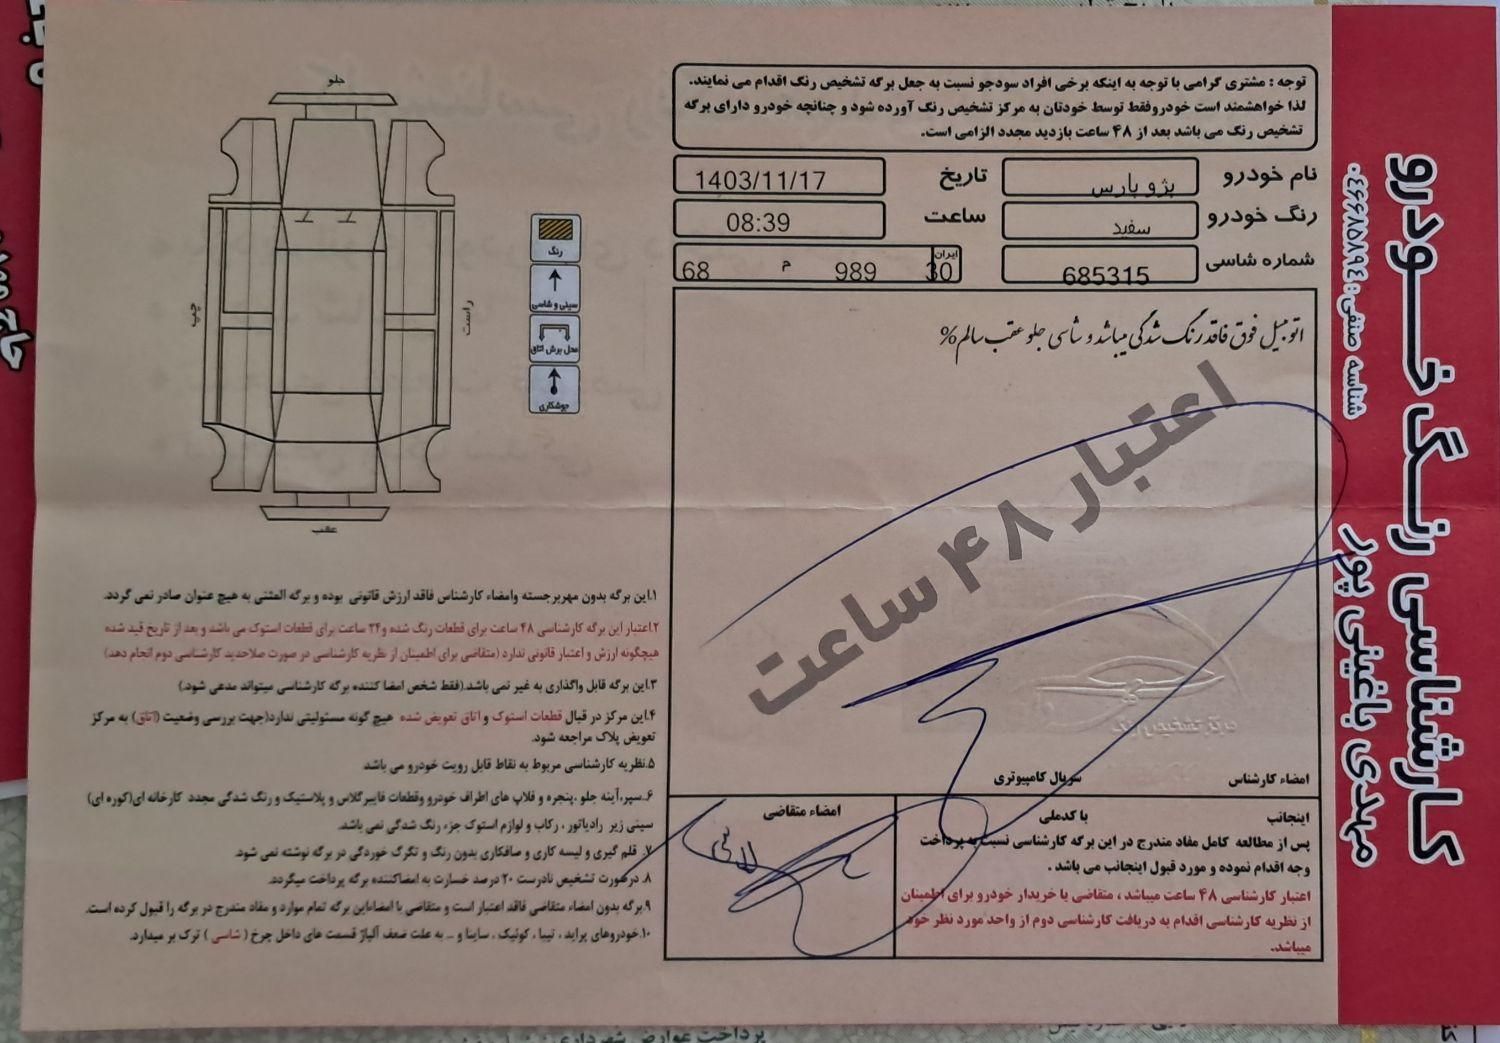 کارشناسی رنگ خودرو
مهدی باغینی پور
شناسه صنفی: ۰۴۶۶۸۵۸۹۴۰
توجه : مشتری گرامی با توجه به اینکه برخی افراد سودجو نسبت به جعل برگه تشخیص رنگ اقدام می نمایند.
لذا خواهشمند است خودروفقط توسط خودتان به مرکز تشخیص رنگ آورده شود و چنانچه خودرو دارای برگه
تشخیص رنگ می باشد بعد از ۴۸ ساعت بازدید مجدد الزامی است.
نام خودرو پژو پارس تاریخ 1403/11/17
رنگ خودرو سفید ساعت 08:39
شماره شاسی 685315 ایران 30 989 م 68
اتومبیل فوق فاقد رنگ شدگی میباشد و شاسی جلو عقب سالم%
اعتبار ۴۸ ساعت
مرکز تشخیص رنگ
امضاء کارشناس سریال کامپیوتری
اینجانب با کدملی
پس از مطالعه کامل مفاد مندرج در این برگه کارشناسی نسبت به پرداخت
وجه اقدام نموده و مورد قبول اینجانب می باشد .
اعتبار کارشناسی ۴۸ ساعت میباشد ، متقاضی یا خریدار خودرو برای اطمینان
از نظریه کارشناسی اقدام به دریافت کارشناسی دوم از واحد مورد نظر خود
میباشد.
امضاء متقاضی
جلو
چپ
راست
عقب
رنگ
سینی و شاسی
محل برش اتاق
جوشکاری
۱.این برگه بدون مهربرجسته وامضاء کارشناس فاقد ارزش قانونی بوده و برگه المثنی به هیچ عنوان صادر نمی گردد.
۲.اعتبار این برگه کارشناسی ۴۸ ساعت برای قطعات رنگ شده و۲۴ ساعت برای قطعات استوک می باشد و بعد از تاریخ قید شده
هیچگونه ارزش و اعتبار قانونی ندارد (متقاضی برای اطمینان از نظریه کارشناسی در صورت صلاحدید کارشناسی دوم انجام دهد)
۳.این برگه قابل واگذاری به غیر نمی باشد.(فقط شخص امضا کننده برگه کارشناسی میتواند مدعی شود.)
۴.این مرکز در قبال قطعات استوک و اتاق تعویض شده هیچ گونه مسئولیتی ندارد(جهت بررسی وضعیت (اتاق) به مرکز
تعویض پلاک مراجعه شود.
۵.نظریه کارشناسی مربوط به نقاط قابل رویت خودرو می باشد
۶.سپر،آینه جلو ،پنجره و فلاپ های اطراف خودرو وقطعات فایبرگلاس و پلاستیک و رنگ شدگی مجدد کارخانه ای(کوره ای)
سینی زیر رادیاتور ، رکاب و لوازم استوک جزء رنگ شدگی نمی باشد.
۷. قلم گیری و لیسه کاری و صافکاری بدون رنگ و تگرگ خوردگی در برگه نوشته نمی شود.
۸. درصورت تشخیص نادرست ۲۰ درصد خسارت به امضاکننده برگه پرداخت میگردد.
۹.برگه بدون امضاء متقاضی فاقد اعتبار است و متقاضی با امضاءاین برگه تمام موارد و مفاد مندرج در برگه را قبول کرده است.
۱۰.خودروهای پراید ، تیبا ، کوئیک ، ساینا و ... به علت ضعف آلیاژ قسمت های داخل چرخ ( شاسی ) ترک بر میدارد.